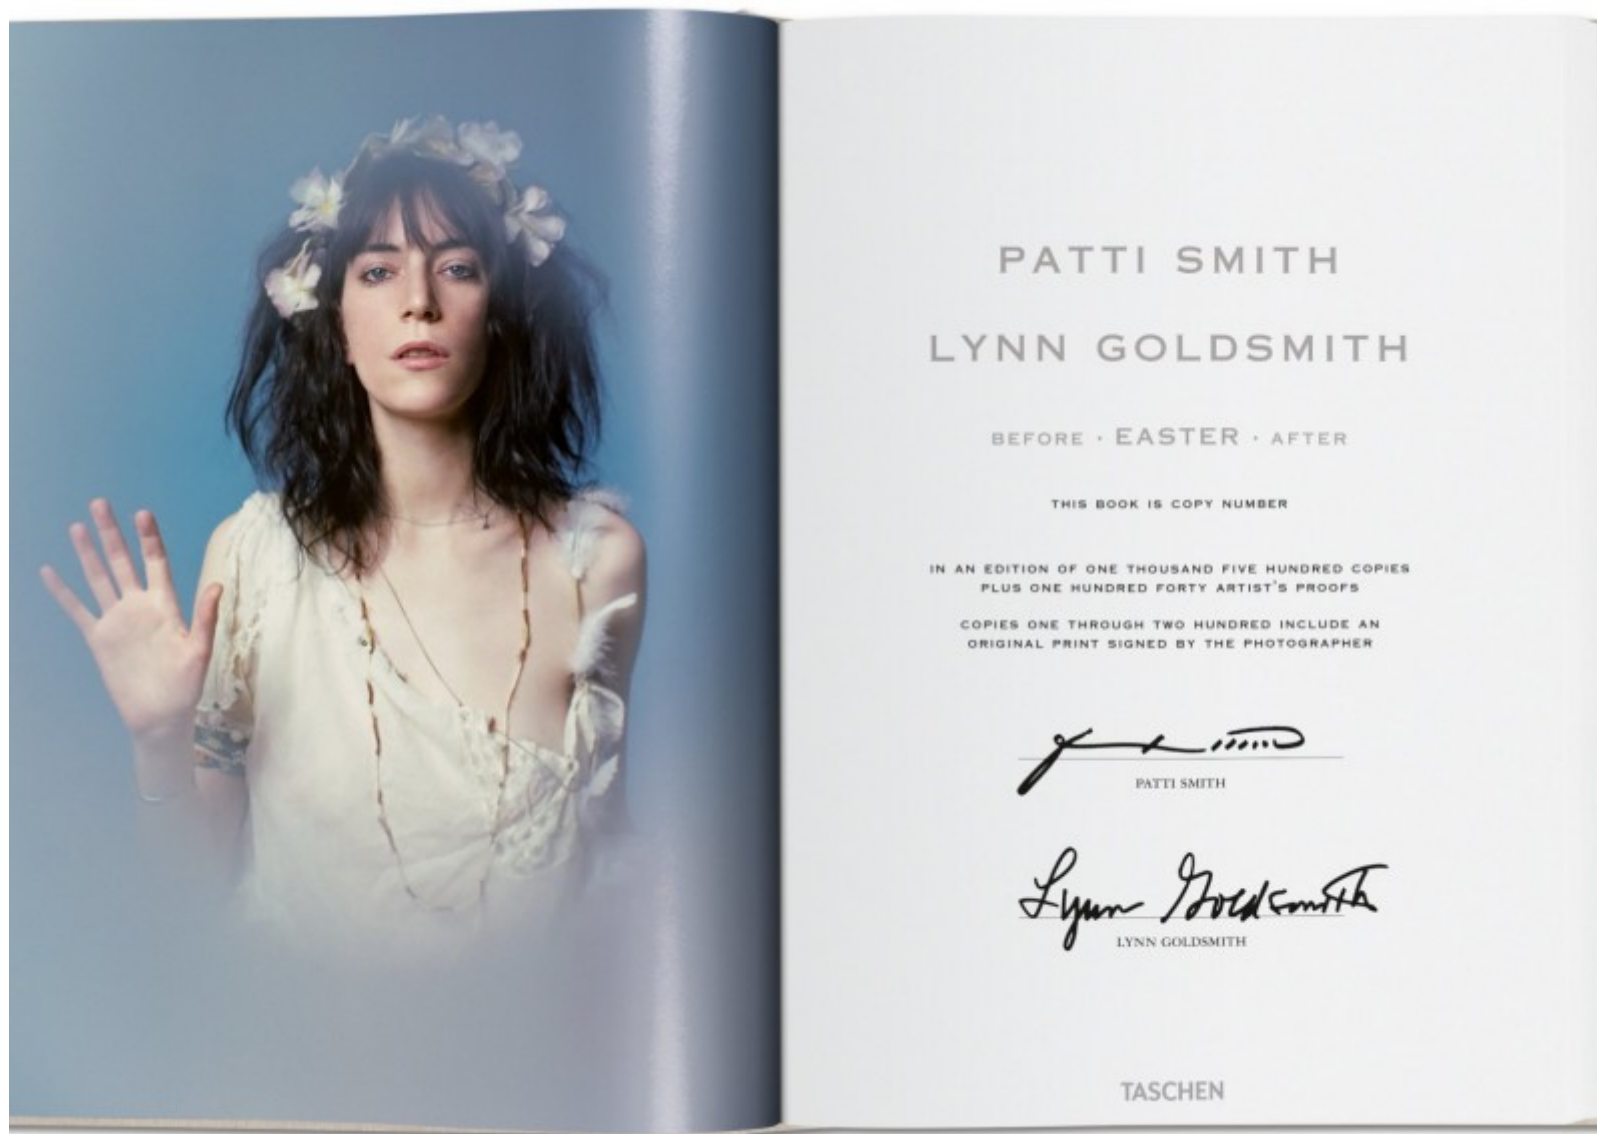 PATTI SMITH
LYNN GOLDSMITH
BEFORE · EASTER · AFTER
THIS BOOK IS COPY NUMBER
IN AN EDITION OF ONE THOUSAND FIVE HUNDRED COPIES
PLUS ONE HUNDRED FORTY ARTIST'S PROOFS
COPIES ONE THROUGH TWO HUNDRED INCLUDE AN
ORIGINAL PRINT SIGNED BY THE PHOTOGRAPHER
PATTI SMITH
Lynn Goldsmith
LYNN GOLDSMITH
TASCHEN